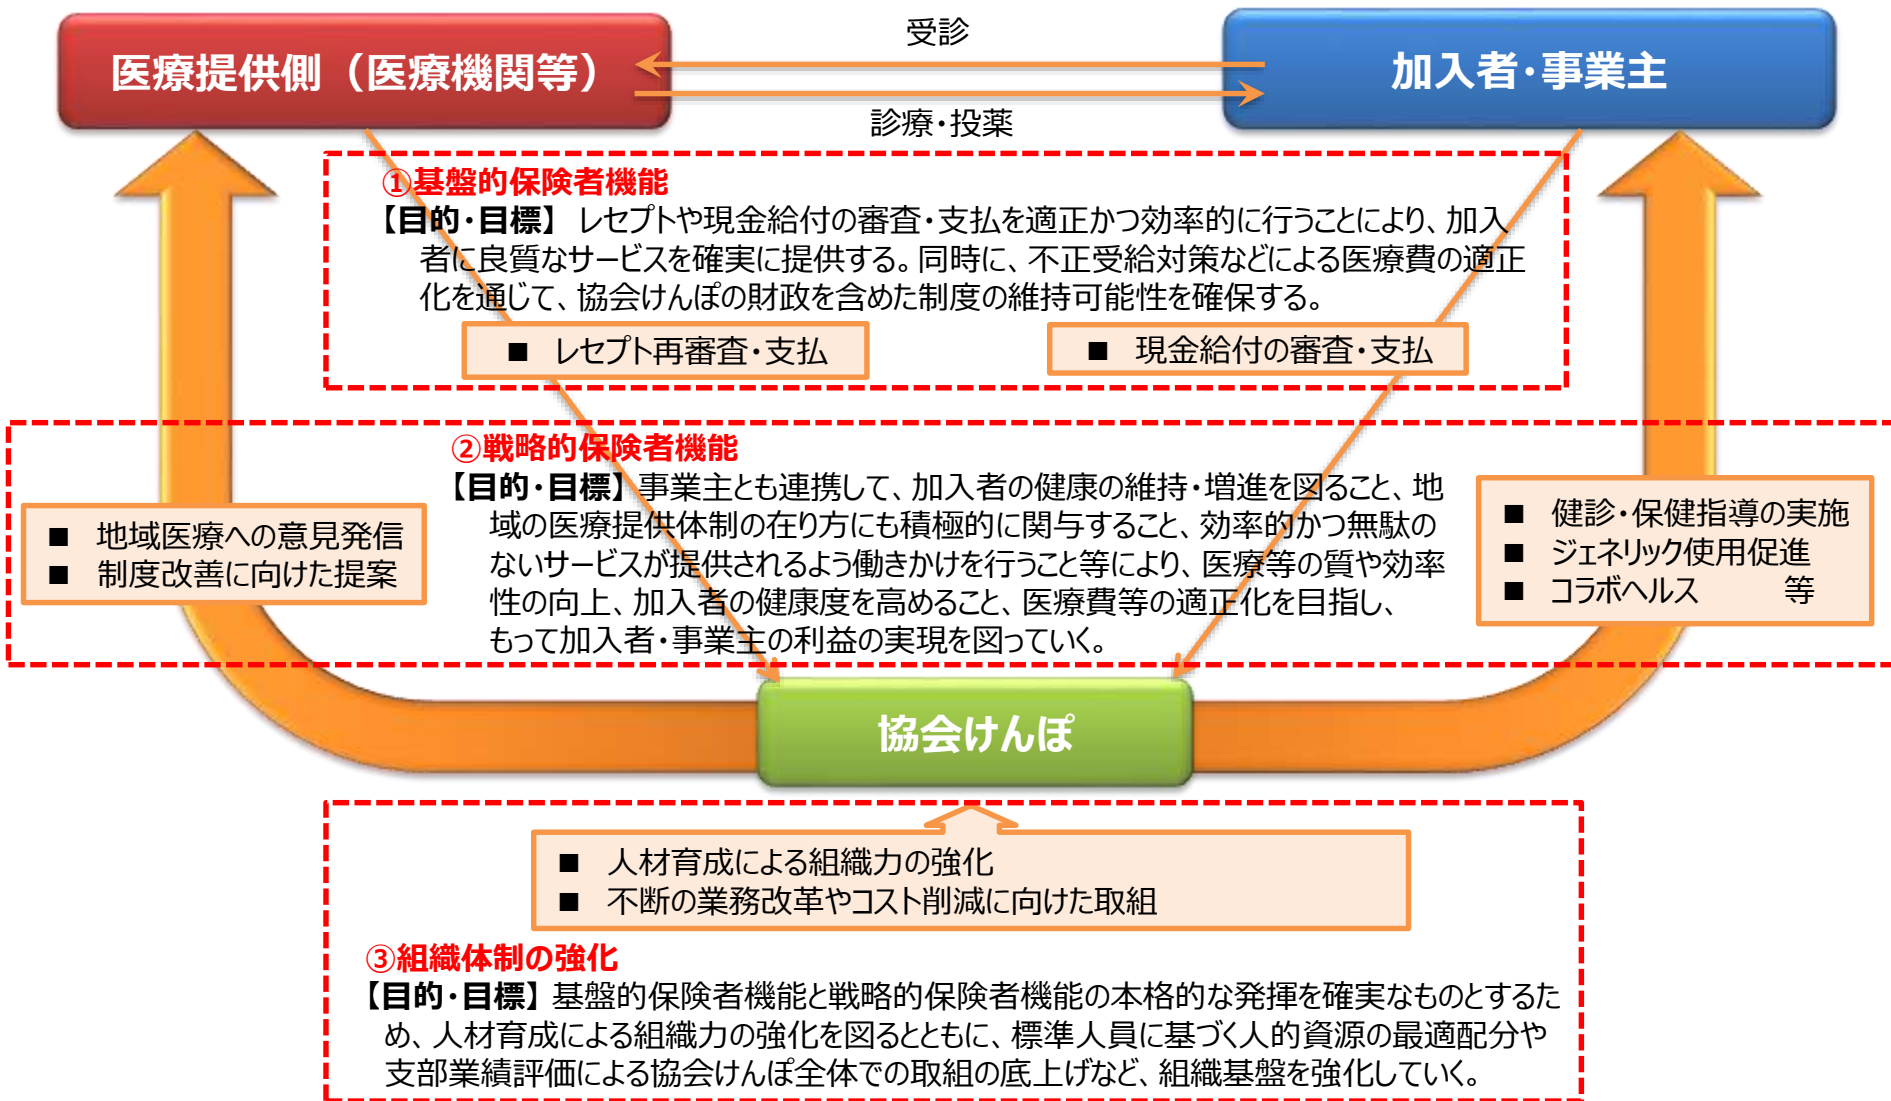 受診
医療提供側（医療機関等）
加入者・事業主
診療・投薬
①基盤的保険者機能
【目的・目標】 レセプトや現金給付の審査・支払を適正かつ効率的に行うことにより、加入
者に良質なサービスを確実に提供する。同時に、不正受給対策などによる医療費の適正
化を通じて、協会けんぽの財政を含めた制度の維持可能性を確保する。
■ レセプト再審査・支払
■ 現金給付の審査・支払
②戦略的保険者機能
【目的・目標】 事業主とも連携して、加入者の健康の維持・増進を図ること、地
域の医療提供体制の在り方にも積極的に関与すること、効率的かつ無駄の
ないサービスが提供されるよう働きかけを行うこと等により、医療等の質や効率
性の向上、加入者の健康度を高めること、医療費等の適正化を目指し、
もって加入者・事業主の利益の実現を図っていく。
■ 地域医療への意見発信
■ 制度改善に向けた提案
■ 健診・保健指導の実施
■ ジェネリック使用促進
■ コラボヘルス 等
協会けんぽ
■ 人材育成による組織力の強化
■ 不断の業務改革やコスト削減に向けた取組
③組織体制の強化
【目的・目標】 基盤的保険者機能と戦略的保険者機能の本格的な発揮を確実なものとするた
め、人材育成による組織力の強化を図るとともに、標準人員に基づく人的資源の最適配分や
支部業績評価による協会けんぽ全体での取組の底上げなど、組織基盤を強化していく。